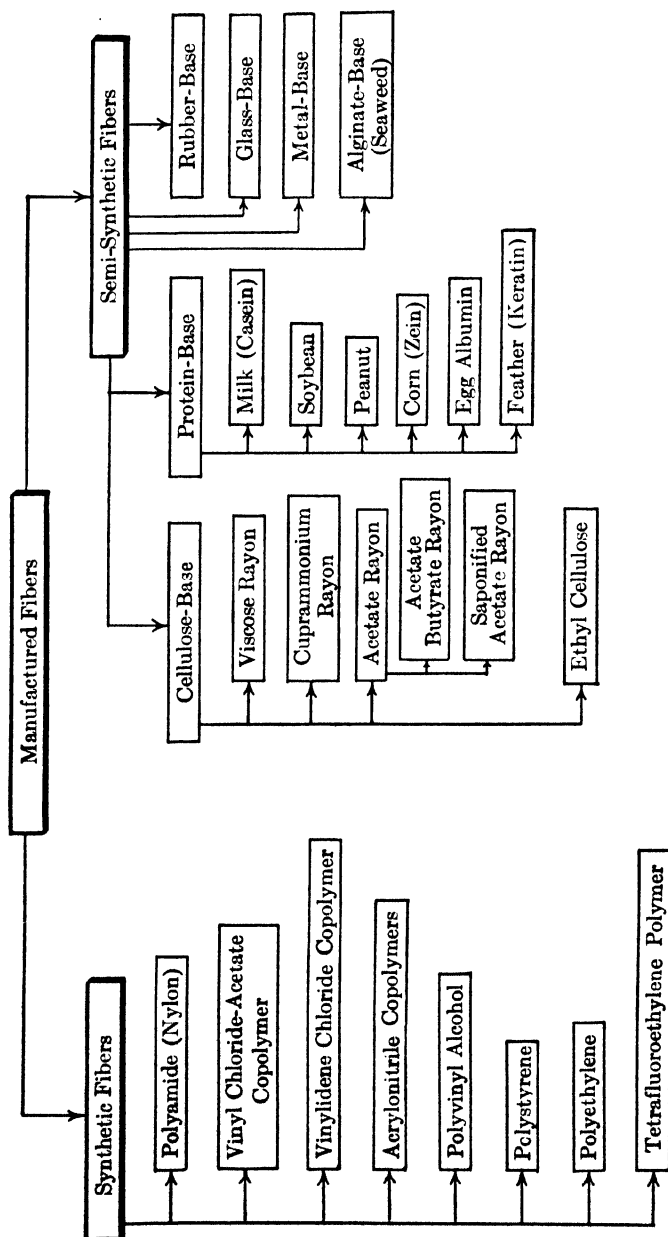 Manufactured Fibers
Synthetic Fibers
Polyamide (Nylon)
Vinyl Chloride-Acetate
Copolymer
Vinylidene Chloride Copolymer
Acrylonitrile Copolymers
Polyvinyl Alcohol
Polystyrene
Polyethylene
Tetrafluoroethylene Polymer
Semi-Synthetic Fibers
Cellulose-Base
Viscose Rayon
Cuprammonium
Rayon
Acetate Rayon
Acetate
Butyrate Rayon
Saponified
Acetate Rayon
Ethyl Cellulose
Protein-Base
Milk (Casein)
Soybean
Peanut
Corn (Zein)
Egg Albumin
Feather (Keratin)
Rubber-Base
Glass-Base
Metal-Base
Alginate-Base
(Seaweed)